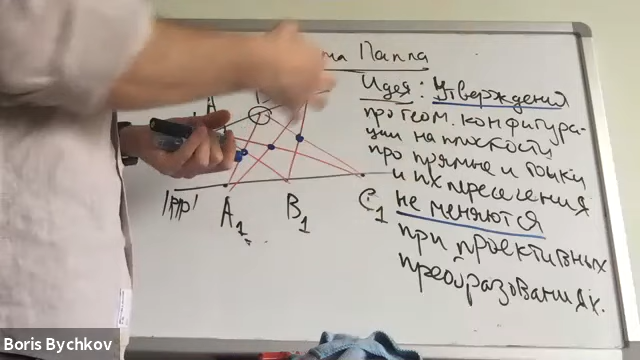 Паппа
Идея: Утверждения
про геом. конфигура-
ции на плоскости
про прямые и точки
и их пересечения
не меняются
при проективных
преобразованиях.
A
A1
B1
C1
Boris Bychkov